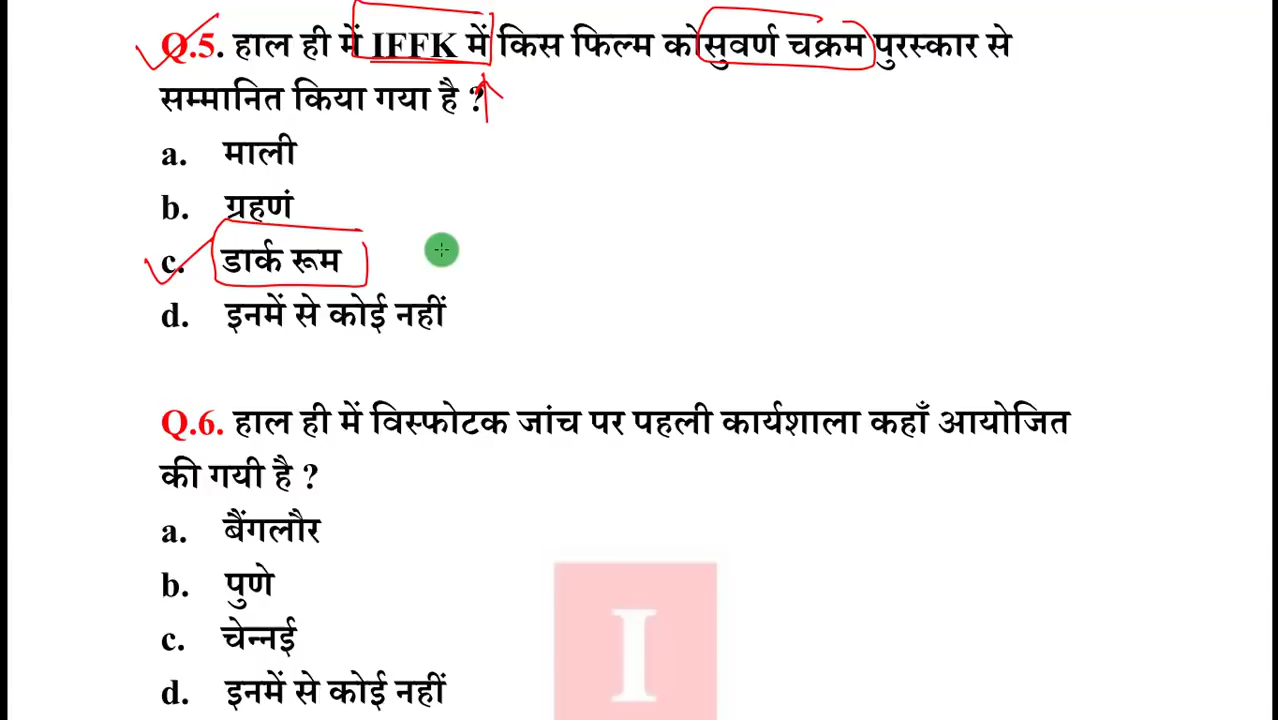 Q.5. हाल ही में IFFK में किस फिल्म को सुवर्ण चक्रम पुरस्कार से
सम्मानित किया गया है ?
a. माली
b. ग्रहणं
c. डार्क रूम
d. इनमें से कोई नहीं
Q.6. हाल ही में विस्फोटक जांच पर पहली कार्यशाला कहाँ आयोजित
की गयी है ?
a. बैंगलौर
b. पुणे
c. चेन्नई
d. इनमें से कोई नहीं
I